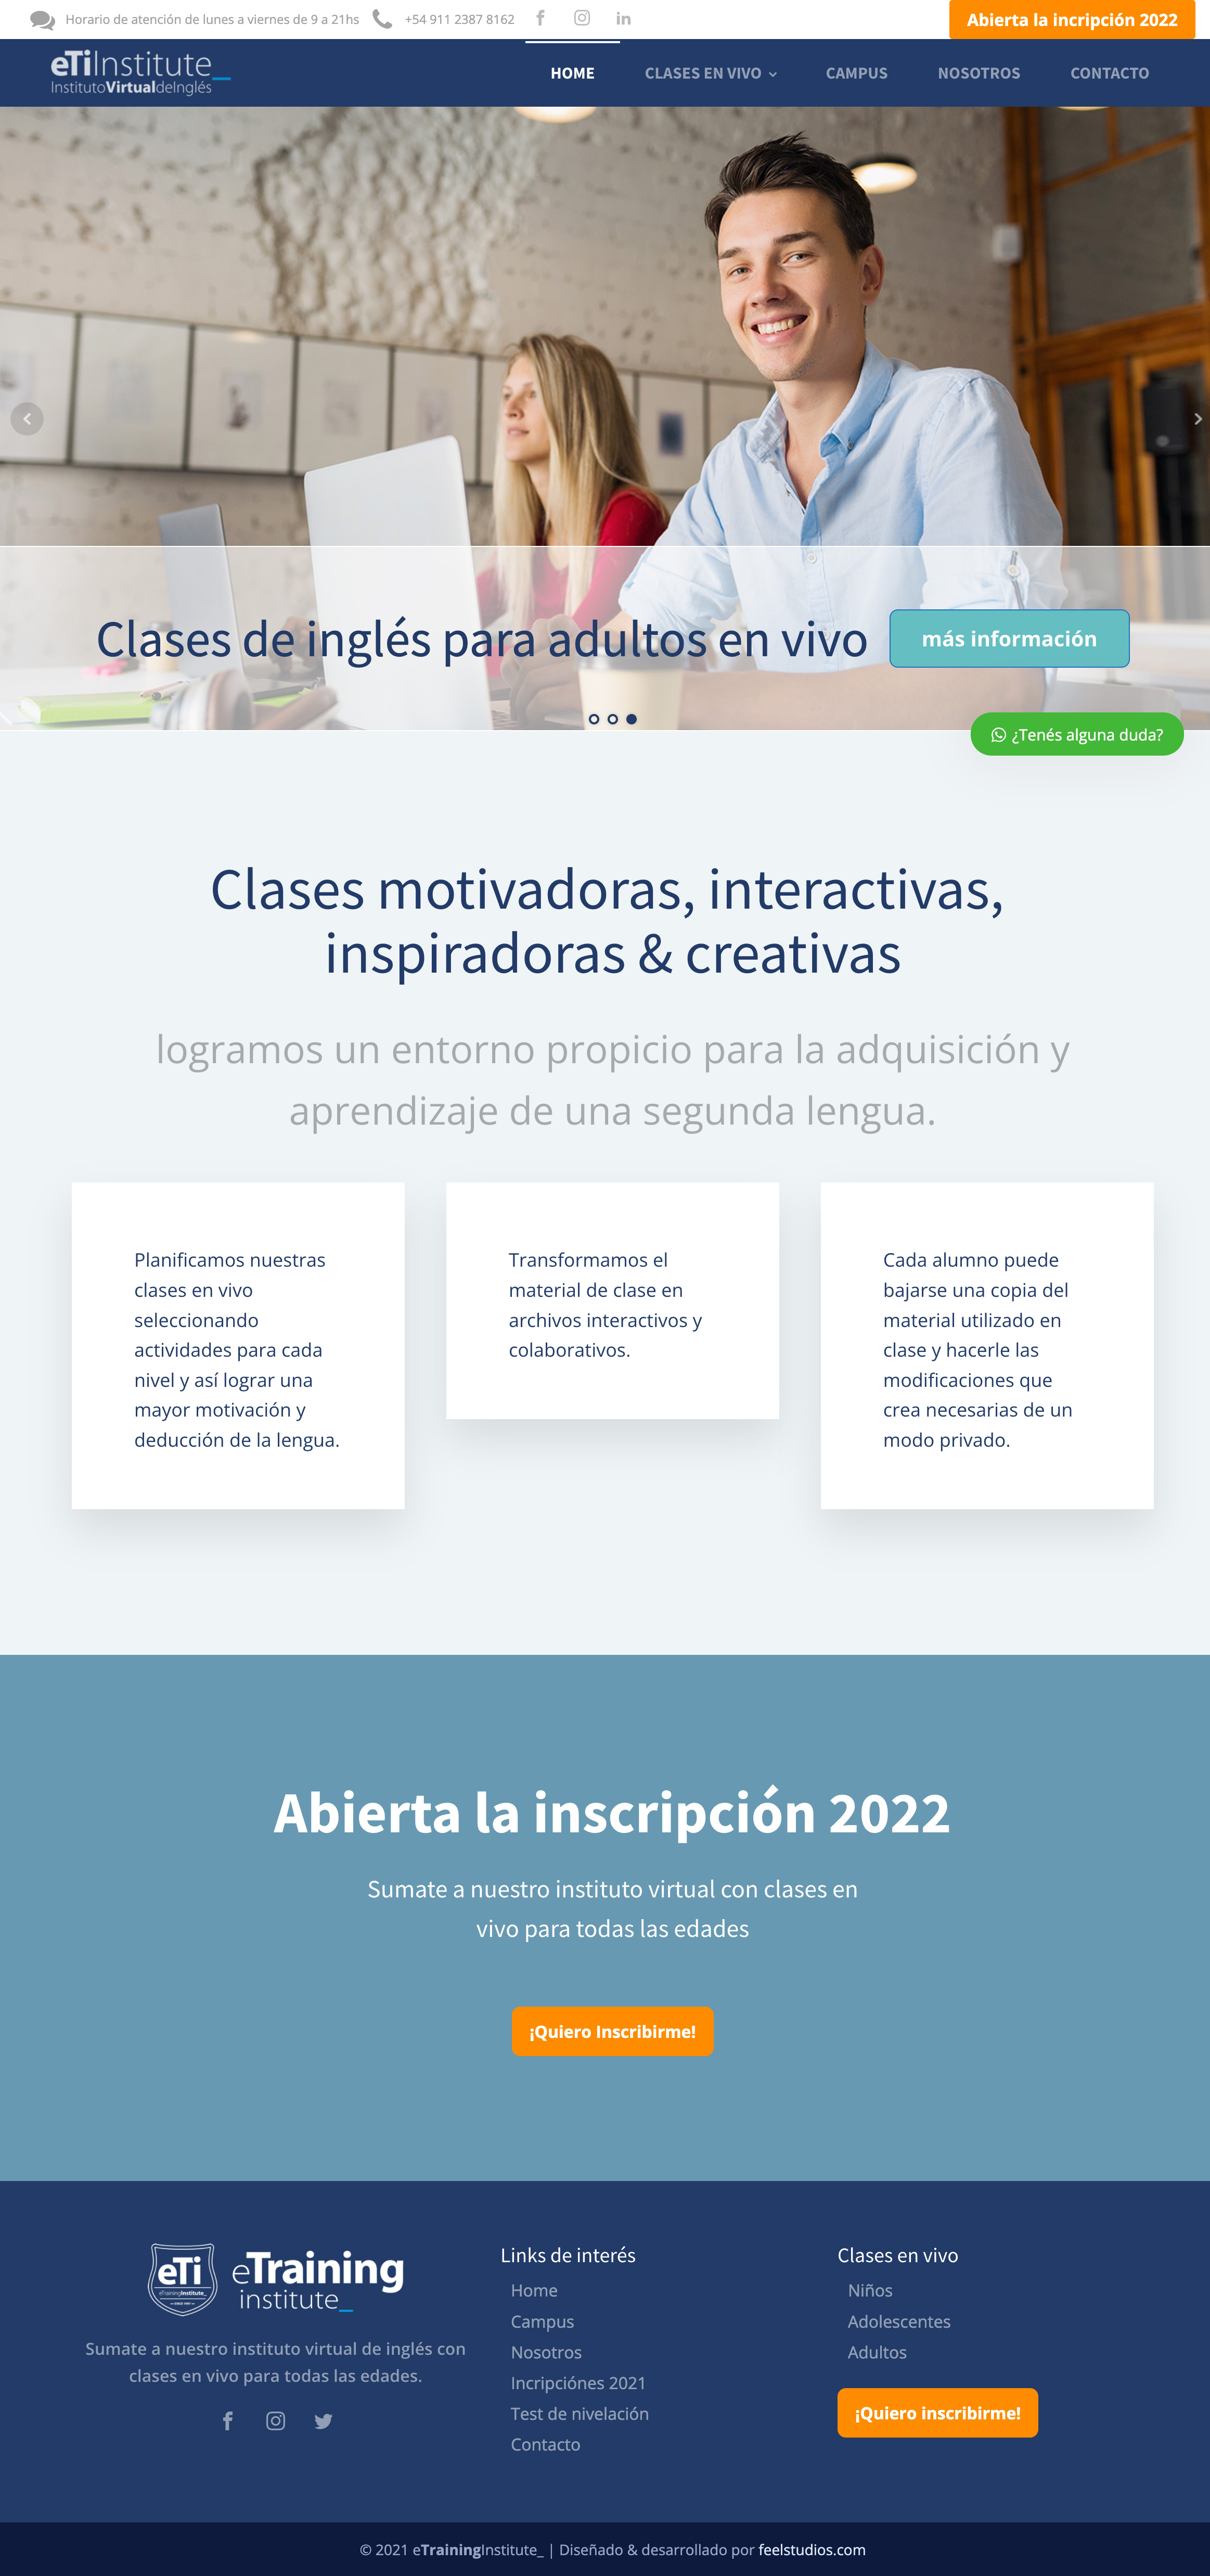 Horario de atención de lunes a viernes de 9 a 21hs
+54 911 2387 8162
Abierta la incripción 2022
eTiInstitute_
InstitutoVirtualdeInglés
HOME
CLASES EN VIVO
CAMPUS
NOSOTROS
CONTACTO
Clases de inglés para adultos en vivo
más información
¿Tenés alguna duda?
Clases motivadoras, interactivas,
inspiradoras & creativas
logramos un entorno propicio para la adquisición y
aprendizaje de una segunda lengua.
Planificamos nuestras
clases en vivo
seleccionando
actividades para cada
nivel y así lograr una
mayor motivación y
deducción de la lengua.
Transformamos el
material de clase en
archivos interactivos y
colaborativos.
Cada alumno puede
bajarse una copia del
material utilizado en
clase y hacerle las
modificaciones que
crea necesarias de un
modo privado.
Abierta la inscripción 2022
Sumate a nuestro instituto virtual con clases en
vivo para todas las edades
¡Quiero Inscribirme!
eTi
eTrainingInstitute_
eTraining
institute_
Sumate a nuestro instituto virtual de inglés con
clases en vivo para todas las edades.
Links de interés
Home
Campus
Nosotros
Incripciónes 2021
Test de nivelación
Contacto
Clases en vivo
Niños
Adolescentes
Adultos
¡Quiero inscribirme!
© 2021 eTrainingInstitute_ | Diseñado & desarrollado por feelstudios.com